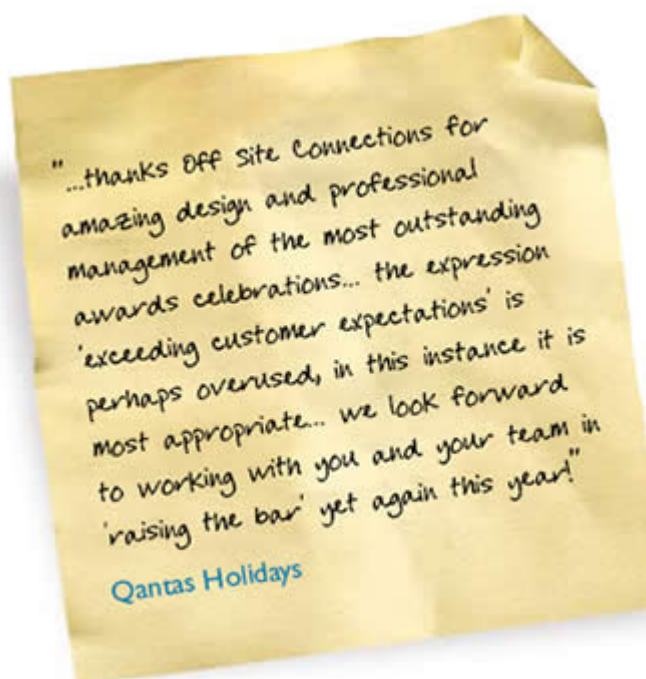 "...thanks Off Site Connections for
amazing design and professional
management of the most outstanding
awards celebrations... the expression
'exceeding customer expectations' is
perhaps overused, in this instance it is
most appropriate... we look forward
to working with you and your team in
'raising the bar' yet again this year!"
Qantas Holidays